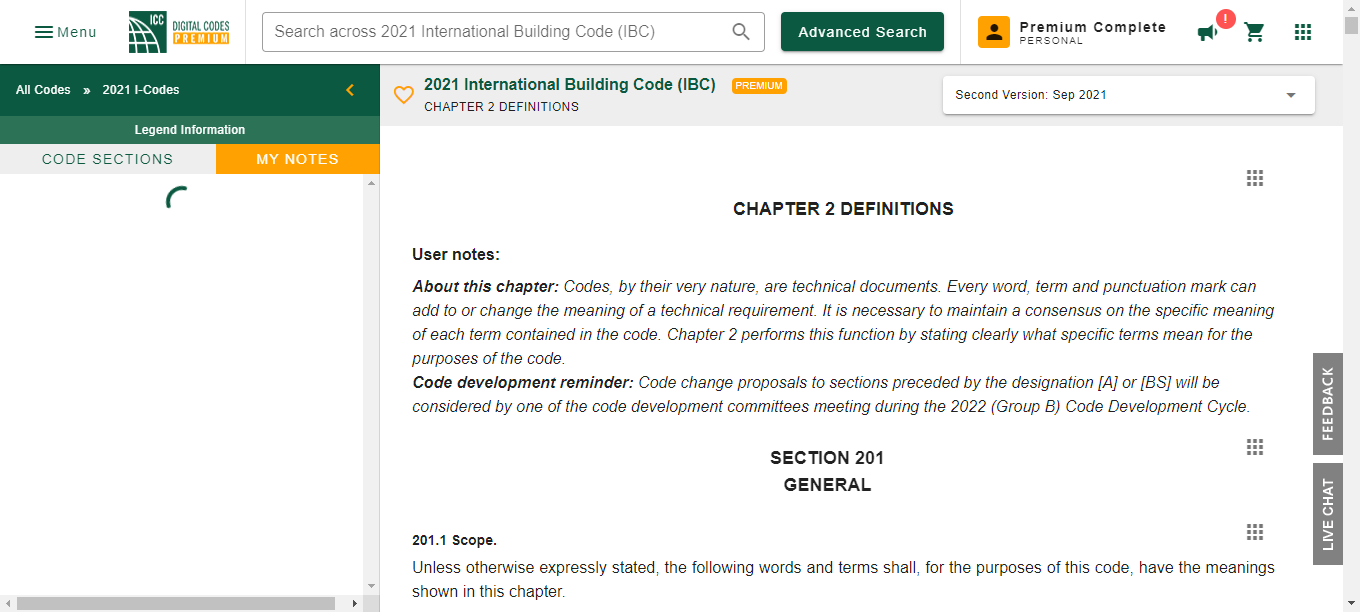 Menu
ICC
DIGITAL CODES
PREMIUM
Search across 2021 International Building Code (IBC)
Advanced Search
Premium Complete
PERSONAL
!
All Codes » 2021 I-Codes
Legend Information
CODE SECTIONS
MY NOTES
2021 International Building Code (IBC)
PREMIUM
CHAPTER 2 DEFINITIONS
Second Version: Sep 2021
CHAPTER 2 DEFINITIONS
User notes:
About this chapter: Codes, by their very nature, are technical documents. Every word, term and punctuation mark can
add to or change the meaning of a technical requirement. It is necessary to maintain a consensus on the specific meaning
of each term contained in the code. Chapter 2 performs this function by stating clearly what specific terms mean for the
purposes of the code.
Code development reminder: Code change proposals to sections preceded by the designation [A] or [BS] will be
considered by one of the code development committees meeting during the 2022 (Group B) Code Development Cycle.
SECTION 201
GENERAL
201.1 Scope.
Unless otherwise expressly stated, the following words and terms shall, for the purposes of this code, have the meanings
shown in this chapter.
FEEDBACK
LIVE CHAT